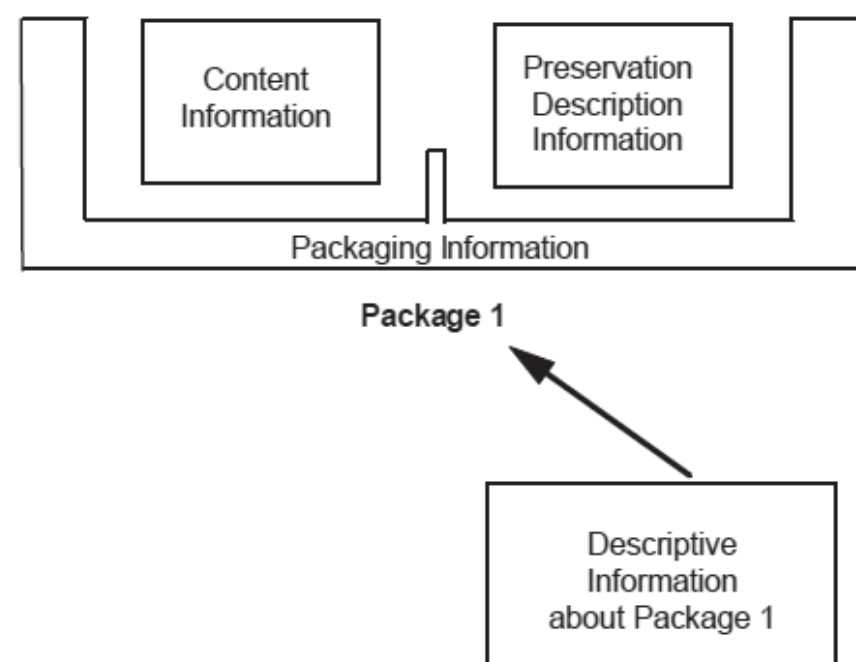 Content
Information
Preservation
Description
Information
Packaging Information
Package 1
Descriptive
Information
about Package 1